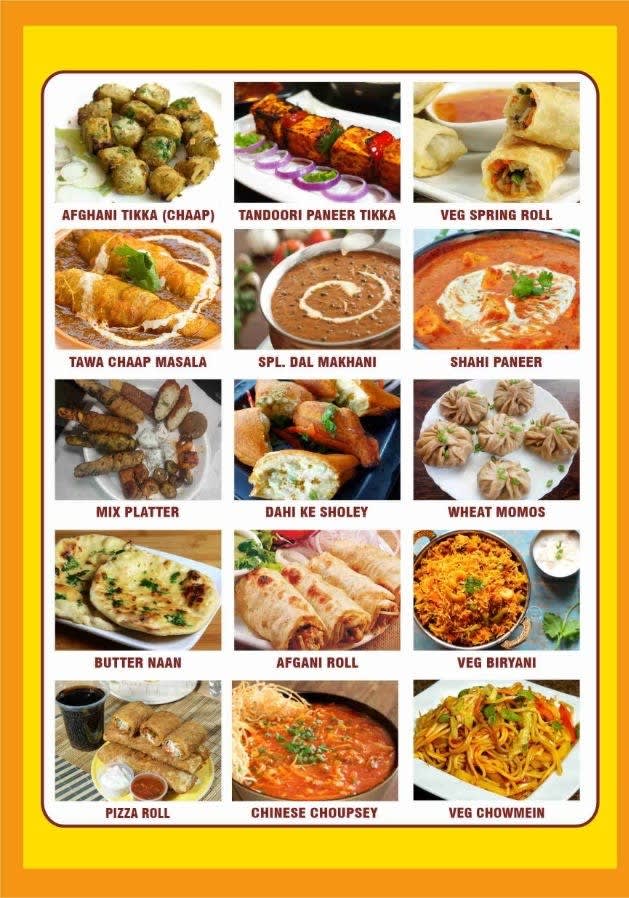 AFGHANI TIKKA (CHAAP)
TANDOORI PANEER TIKKA
VEG SPRING ROLL
TAWA CHAAP MASALA
SPL. DAL MAKHANI
SHAHI PANEER
MIX PLATTER
DAHI KE SHOLEY
WHEAT MOMOS
BUTTER NAAN
AFGANI ROLL
VEG BIRYANI
PIZZA ROLL
CHINESE CHOUPSEY
VEG CHOWMEIN